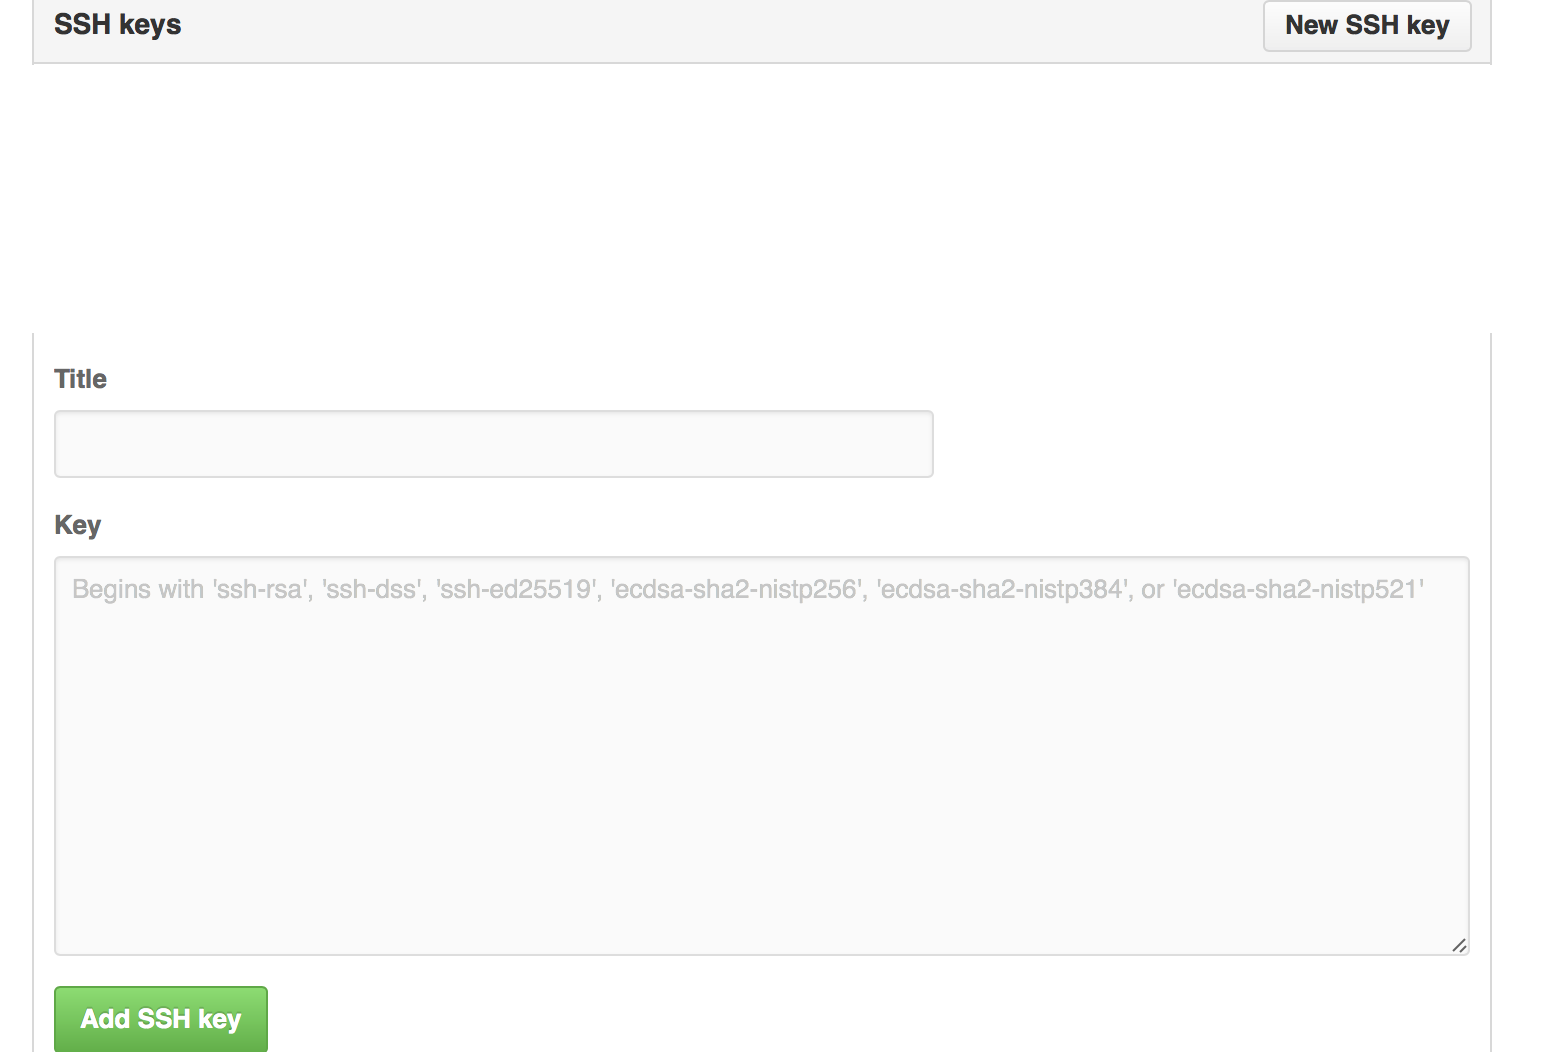 SSH keys
New SSH key
Title
Key
Begins with 'ssh-rsa', 'ssh-dss', 'ssh-ed25519', 'ecdsa-sha2-nistp256', 'ecdsa-sha2-nistp384', or 'ecdsa-sha2-nistp521'
Add SSH key